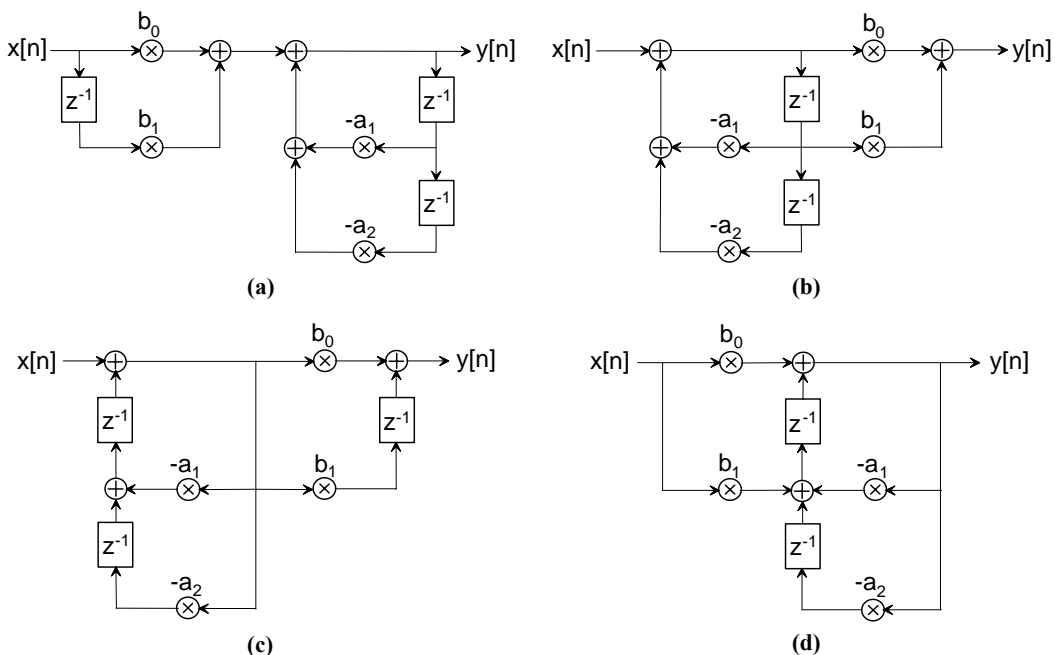 x[n] b₀ y[n]
z⁻¹ z⁻¹
b₁ -a₁
z⁻¹
-a₂
(a)
x[n] b₀ y[n]
z⁻¹
-a₁ b₁
z⁻¹
-a₂
(b)
x[n] b₀ y[n]
z⁻¹ z⁻¹
-a₁ b₁
z⁻¹
-a₂
(c)
x[n] b₀ y[n]
z⁻¹
b₁ -a₁
z⁻¹
-a₂
(d)